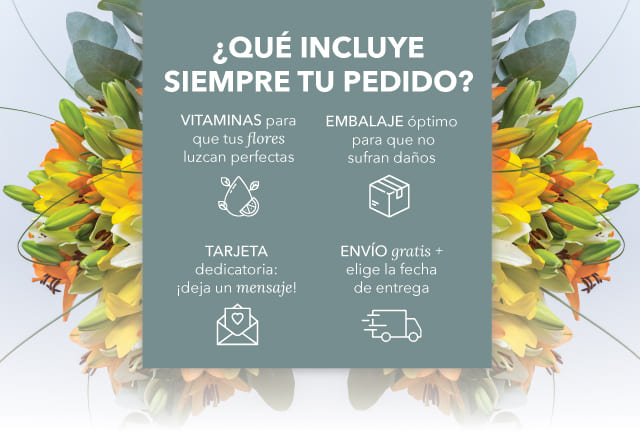 ¿QUÉ INCLUYE
SIEMPRE TU PEDIDO?
VITAMINAS para
que tus flores
luzcan perfectas
EMBALAJE óptimo
para que no
sufran daños
TARJETA
dedicatoria:
¡deja un mensaje!
ENVÍO gratis +
elige la fecha
de entrega